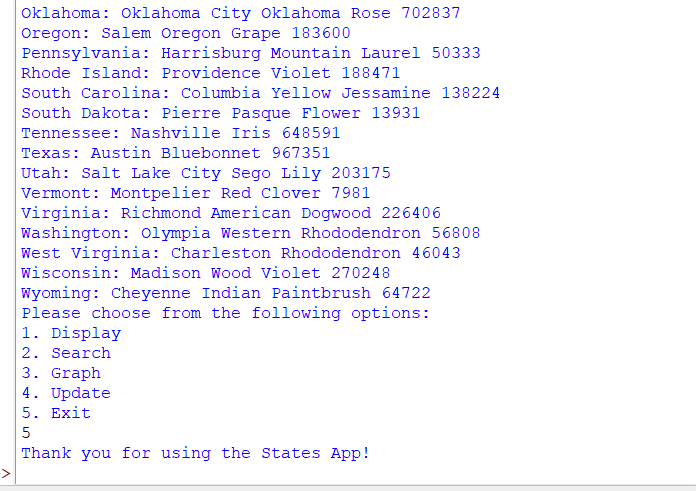 Oklahoma: Oklahoma City Oklahoma Rose 702837
Oregon: Salem Oregon Grape 183600
Pennsylvania: Harrisburg Mountain Laurel 50333
Rhode Island: Providence Violet 188471
South Carolina: Columbia Yellow Jessamine 138224
South Dakota: Pierre Pasque Flower 13931
Tennessee: Nashville Iris 648591
Texas: Austin Bluebonnet 967351
Utah: Salt Lake City Sego Lily 203175
Vermont: Montpelier Red Clover 7981
Virginia: Richmond American Dogwood 226406
Washington: Olympia Western Rhododendron 56808
West Virginia: Charleston Rhododendron 46043
Wisconsin: Madison Wood Violet 270248
Wyoming: Cheyenne Indian Paintbrush 64722
Please choose from the following options:
1. Display
2. Search
3. Graph
4. Update
5. Exit
5
Thank you for using the States App!
>